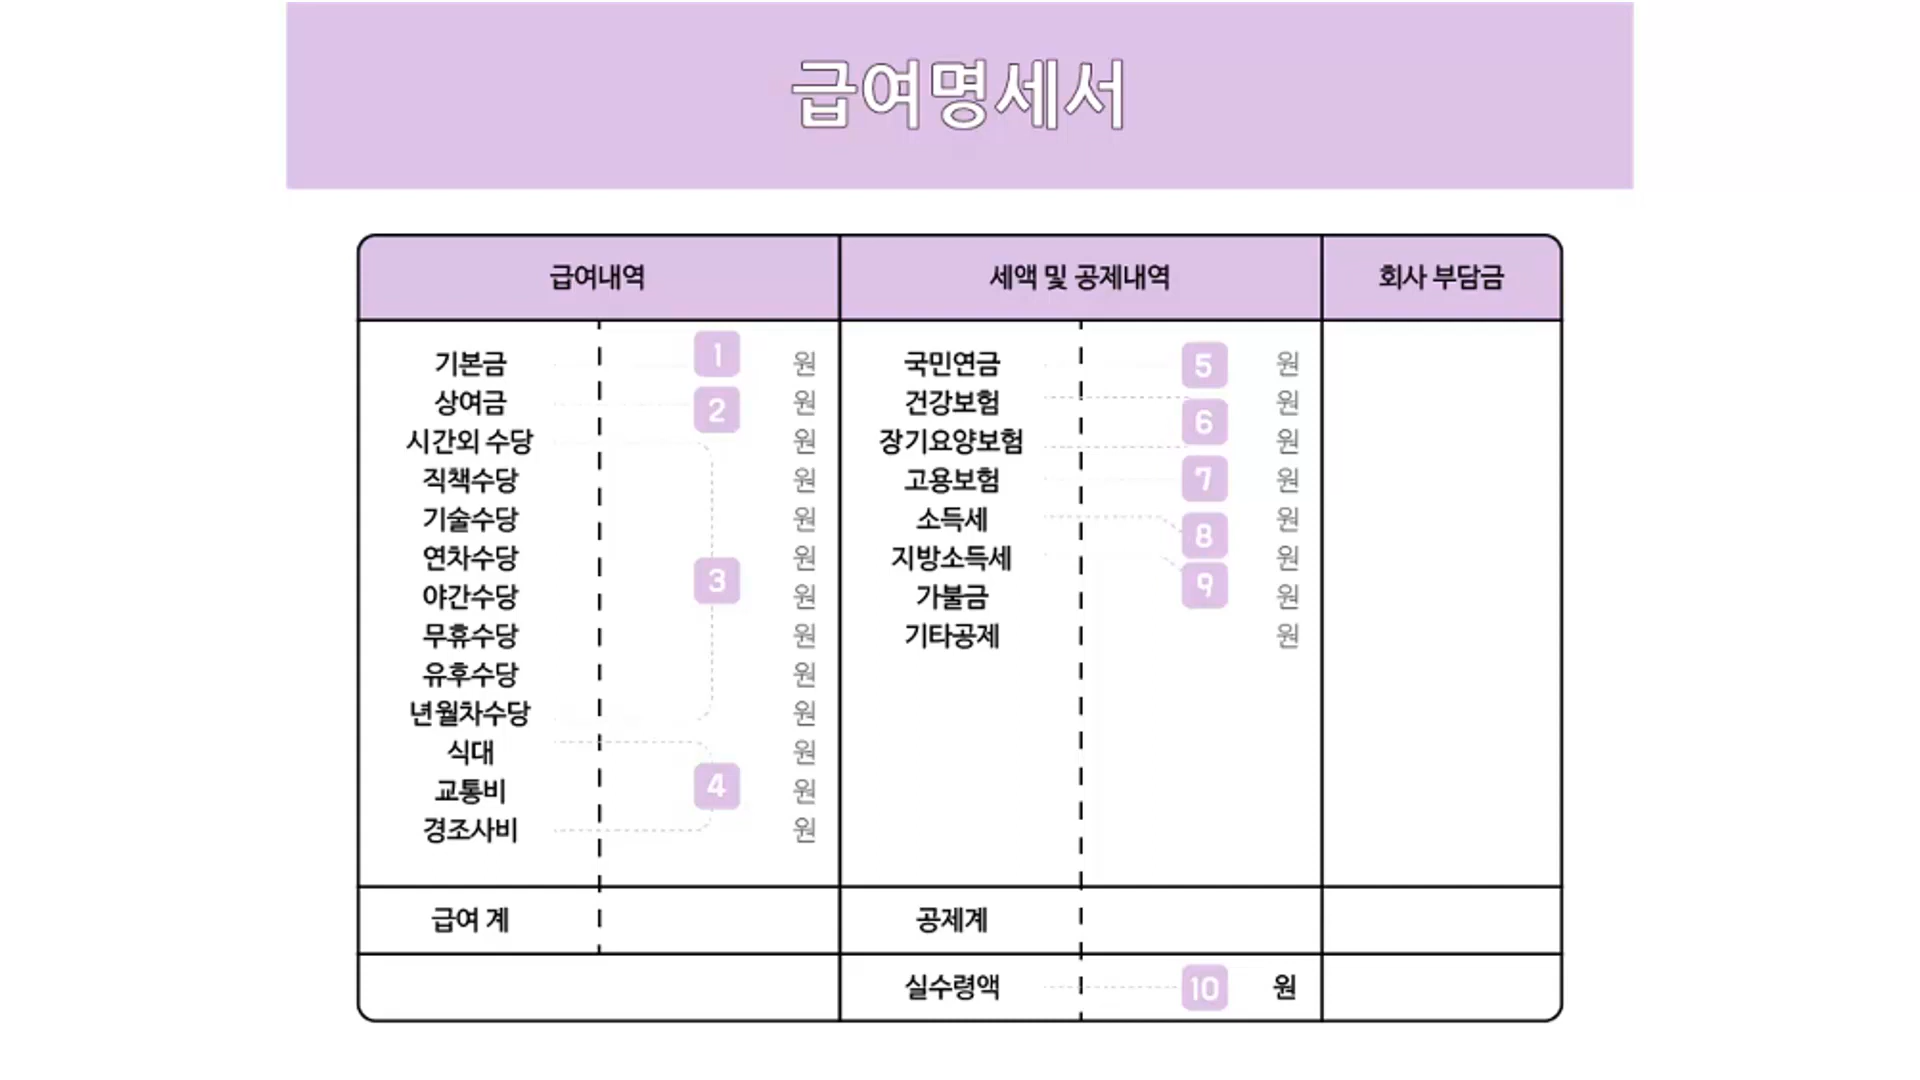 급여명세서
급여내역 세액 및 공제내역 회사 부담금
기본금 1 원 국민연금 5 원
상여금 2 원 건강보험 원
시간외 수당 원 장기요양보험 6 원
직책수당 원 고용보험 7 원
기술수당 원 소득세 8 원
연차수당 원 지방소득세 원
야간수당 3 원 가불금 9 원
무휴수당 원 기타공제 원
유후수당 원
년월차수당 원
식대 원
교통비 4 원
경조사비 원
급여 계 공제계
실수령액 10 원